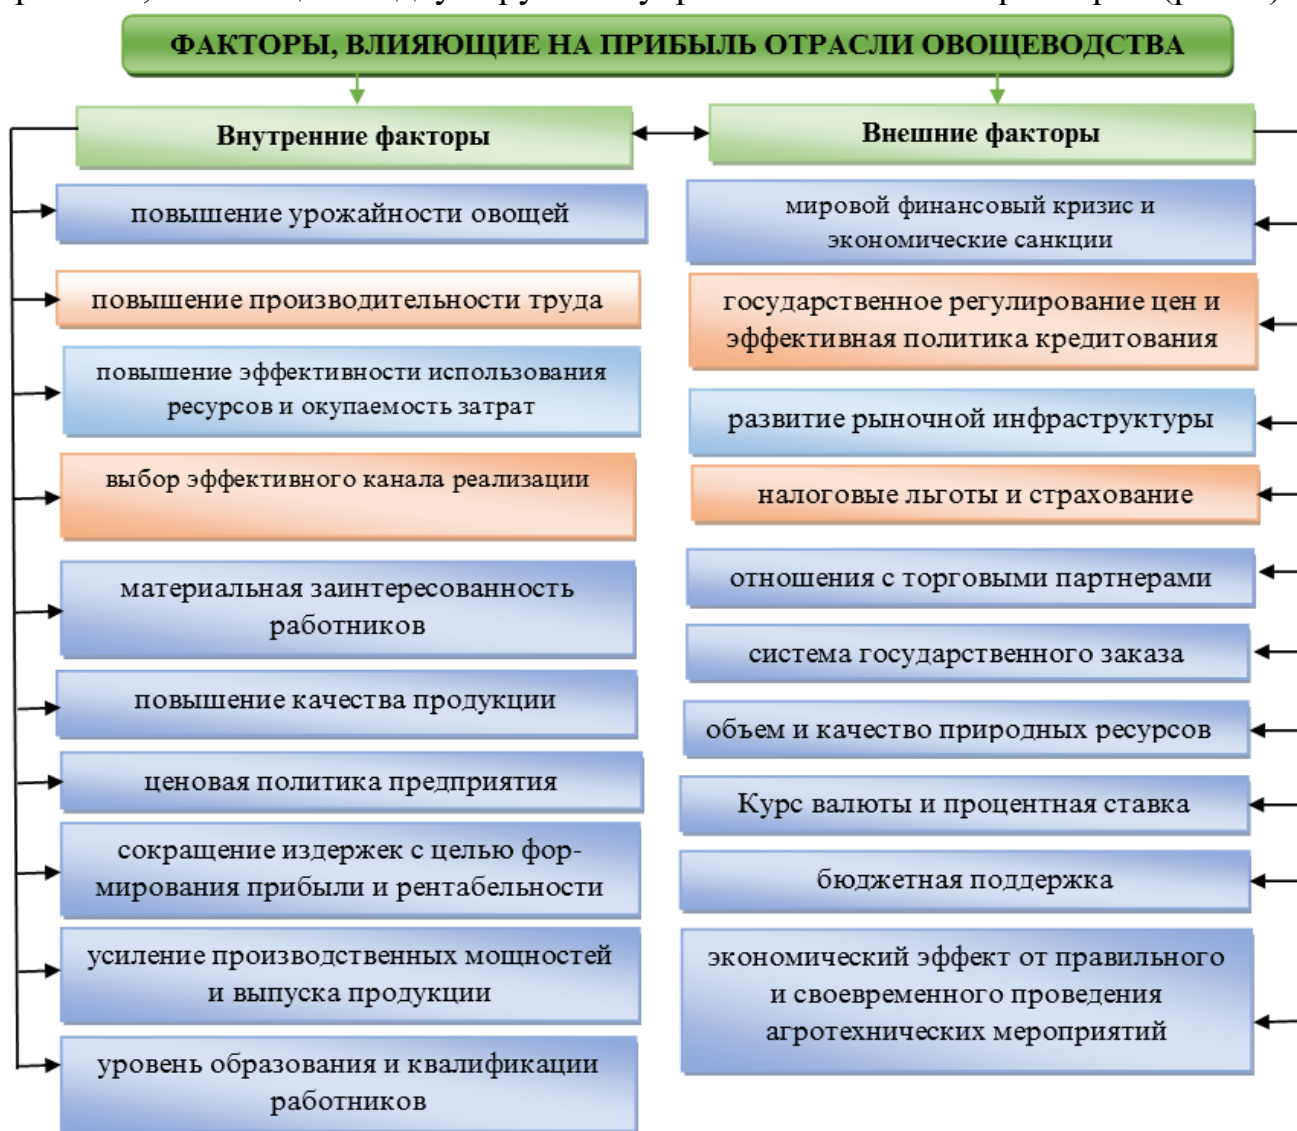 ФАКТОРЫ, ВЛИЯЮЩИЕ НА ПРИБЫЛЬ ОТРАСЛИ ОВОЩЕВОДСТВА
Внутренние факторы
повышение урожайности овощей
повышение производительности труда
повышение эффективности использования
ресурсов и окупаемость затрат
выбор эффективного канала реализации
материальная заинтересованность
работников
повышение качества продукции
ценовая политика предприятия
сокращение издержек с целью фор-
мирования прибыли и рентабельности
усиление производственных мощностей
и выпуска продукции
уровень образования и квалификации
работников
Внешние факторы
мировой финансовый кризис и
экономические санкции
государственное регулирование цен и
эффективная политика кредитования
развитие рыночной инфраструктуры
налоговые льготы и страхование
отношения с торговыми партнерами
система государственного заказа
объем и качество природных ресурсов
Курс валюты и процентная ставка
бюджетная поддержка
экономический эффект от правильного
и своевременного проведения
агротехнических мероприятий